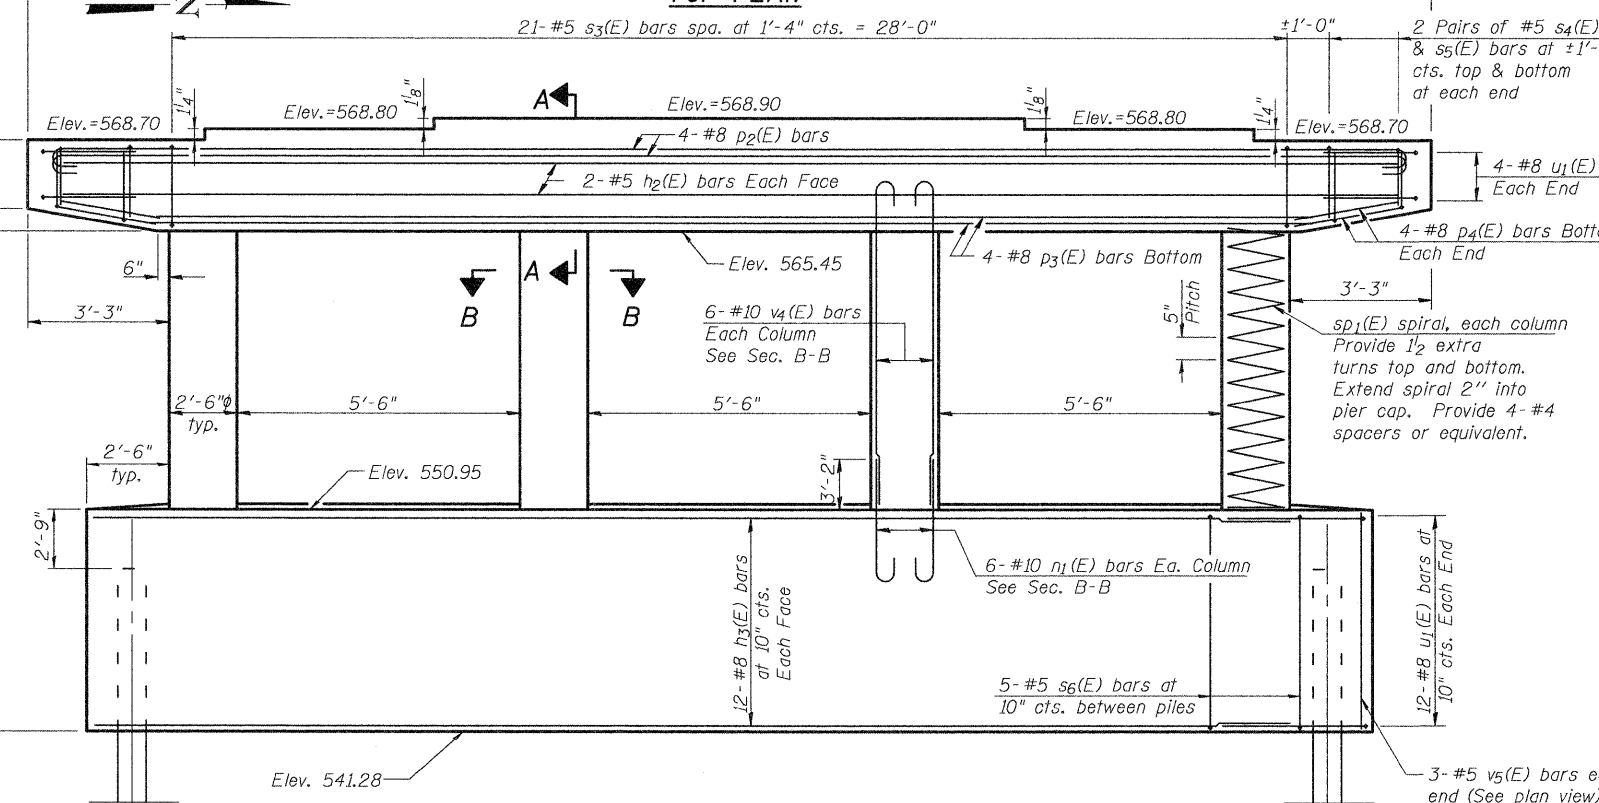 N
TOP PLAN
21-#5 s3(E) bars spa. at 1'-4" cts. = 28'-0"
±1'-0"
2 Pairs of #5 s4(E)
& s5(E) bars at ±1'-
cts. top & bottom
at each end
Elev.=568.70
1¼"
Elev.=568.80
1⅛"
A
Elev.=568.90
1⅛"
Elev.=568.80
1¼"
Elev.=568.70
4-#8 p2(E) bars
2-#5 h2(E) bars Each Face
4-#8 u1(E)
Each End
4-#8 p4(E) bars Botto
Each End
4-#8 p3(E) bars Bottom
Elev. 565.45
6"
A
B
B
3'-3"
3'-3"
6-#10 v4(E) bars
Each Column
See Sec. B-B
5"
Pitch
sp1(E) spiral, each column
Provide 1½ extra
turns top and bottom.
Extend spiral 2" into
pier cap. Provide 4-#4
spacers or equivalent.
2'-6"ϕ
typ.
5'-6"
5'-6"
5'-6"
2'-6"
typ.
Elev. 550.95
3'-2"
2'-9"
6-#10 n1(E) bars Ea. Column
See Sec. B-B
12-#8 h3(E) bars
at 10" cts.
Each Face
12-#8 u1(E) bars at
10" cts. Each End
5-#5 s6(E) bars at
10" cts. between piles
Elev. 541.28
3-#5 v5(E) bars e
end (See plan view)